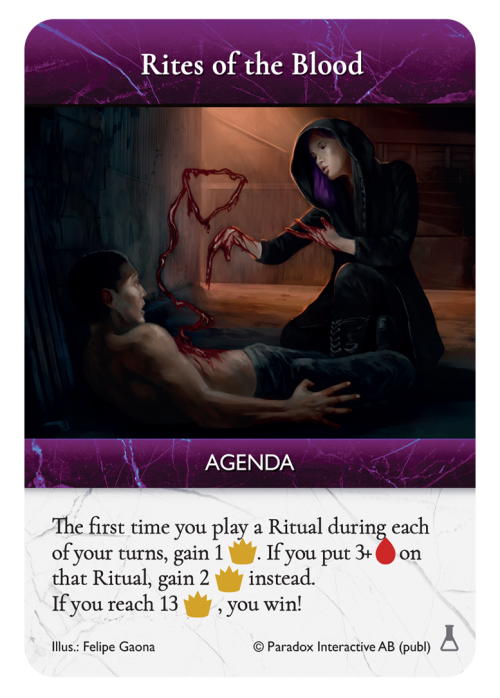 Rites of the Blood
AGENDA
The first time you play a Ritual during each
of your turns, gain 1 . If you put 3+ on
that Ritual, gain 2 instead.
If you reach 13 , you win!
Illus.: Felipe Gaona © Paradox Interactive AB (publ)